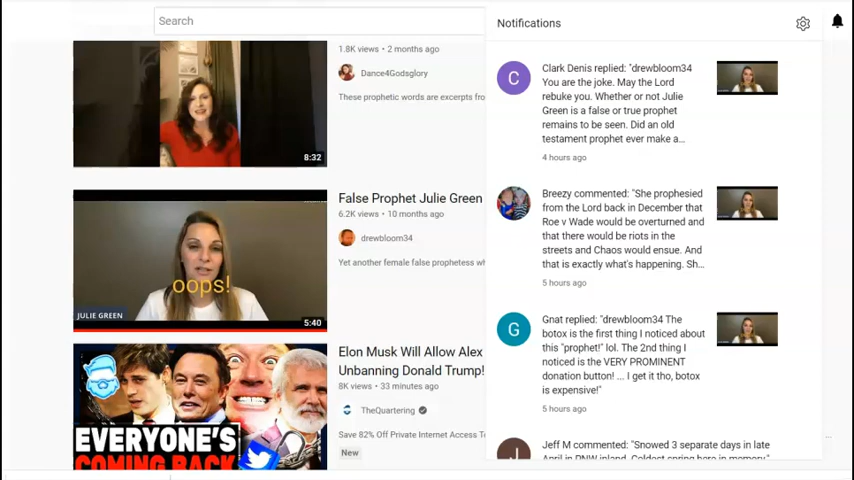 Search
Notifications
1.8K views • 2 months ago
Dance4Godsglory
These prophetic words are excerpts fro
8:32
False Prophet Julie Green
6.2K views • 10 months ago
drewbloom34
Yet another female false prophetess wh
oops!
JULIE GREEN
5:40
Elon Musk Will Allow Alex
Unbanning Donald Trump!
8K views • 33 minutes ago
TheQuartering
Save 82% Off Private Internet Access T
New
EVERYONE'S
COMING BACK
C
Clark Denis replied: "drewbloom34
You are the joke. May the Lord
rebuke you. Whether or not Julie
Green is a false or true prophet
remains to be seen. Did an old
testament prophet ever make a...
4 hours ago
Breezy commented: "She prophesied
from the Lord back in December that
Roe v Wade would be overturned and
that there would be riots in the
streets and Chaos would ensue. And
that is exactly what's happening. Sh...
5 hours ago
G
Gnat replied: "drewbloom34 The
botox is the first thing I noticed about
this "prophet!" lol. The 2nd thing I
noticed is the VERY PROMINENT
donation button! ... I get it tho, botox
is expensive!"
5 hours ago
J
Jeff M commented: "Snowed 3 separate days in late
April in PNW inland. Coldest spring here in memory."